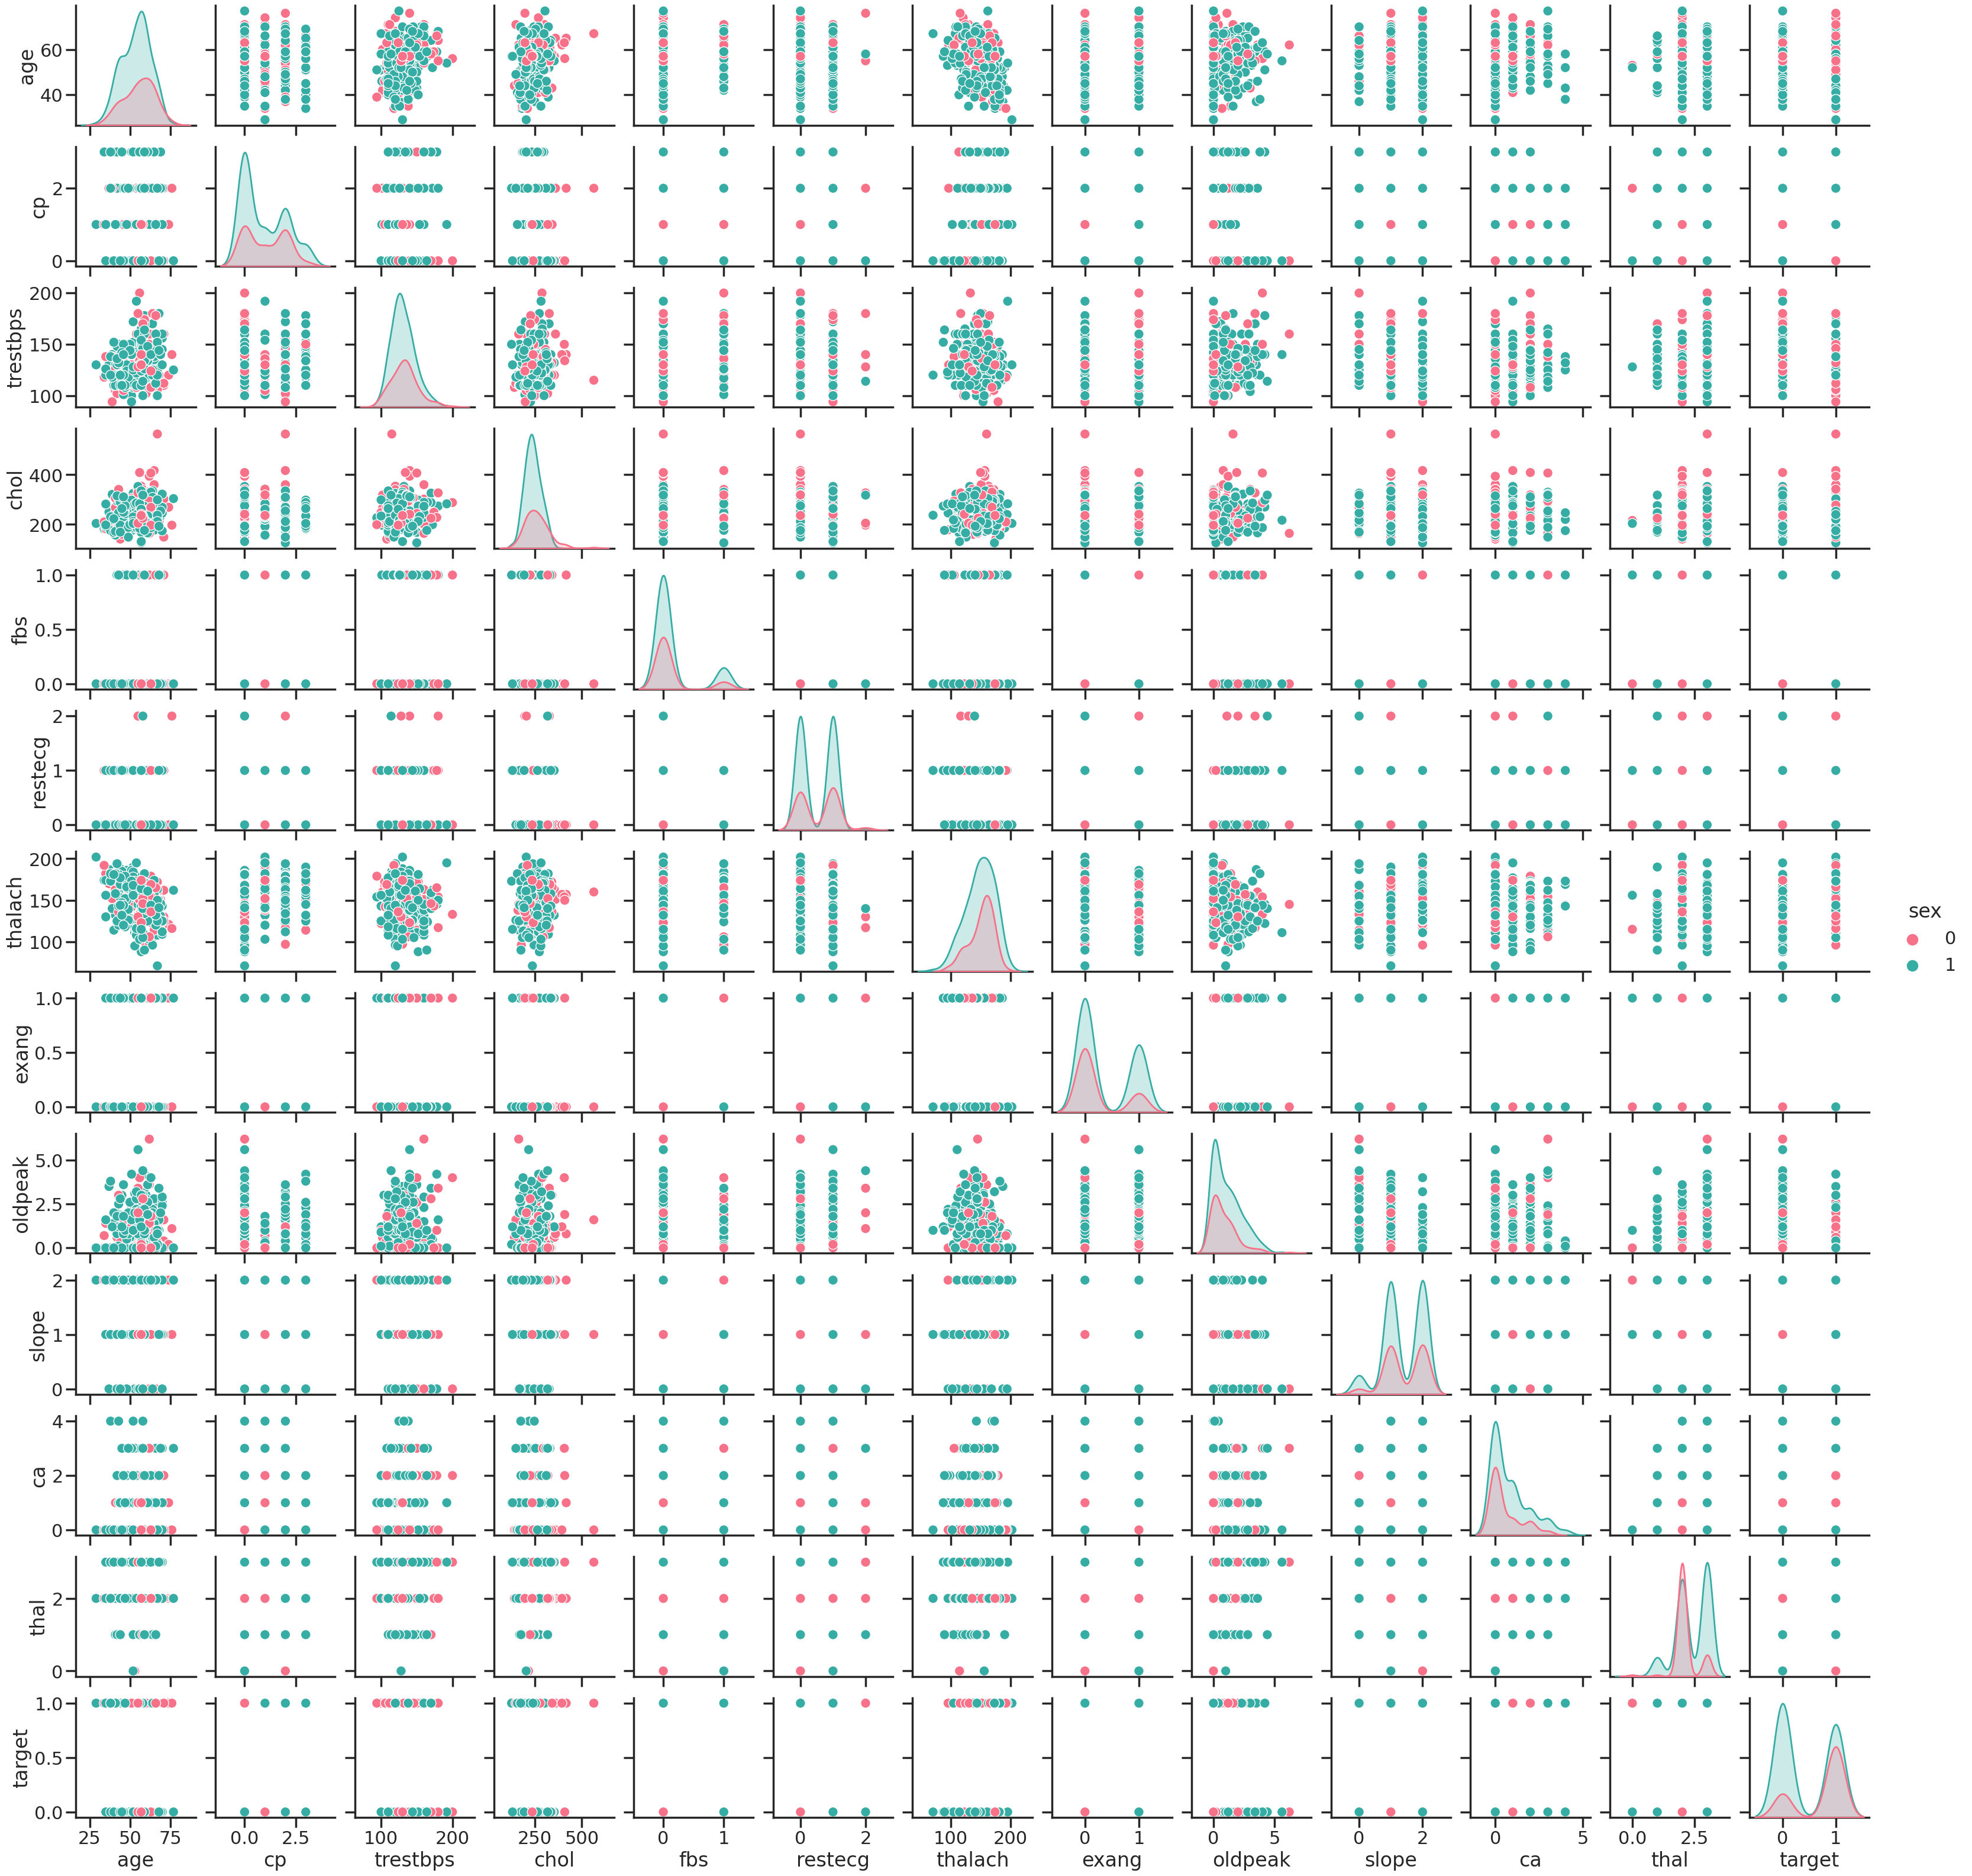 age
60
40
cp
2
0
trestbps
200
150
100
chol
400
200
fbs
1.0
0.5
0.0
restecg
2
1
0
thalach
200
150
100
sex
0
1
exang
1.0
0.5
0.0
oldpeak
5.0
2.5
0.0
slope
2
1
0
ca
4
2
0
thal
2
0
target
1.0
0.5
0.0
25 50 75 0.0 2.5 100 200 250 500 0 1 0 2 100 200 0 1 0 5 0 2 0 5 0.0 2.5 0 1
age cp trestbps chol fbs restecg thalach exang oldpeak slope ca thal target